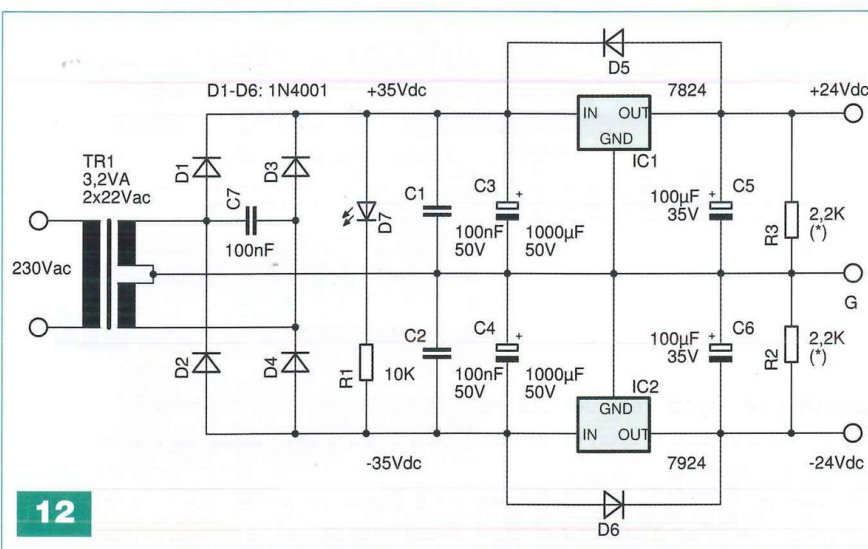 D5
D1-D6: 1N4001
+35Vdc
7824
+24Vdc
IN
OUT
GND
IC1
TR1
3,2VA
2x22Vac
D1
D3
C7
100nF
D7
C1
100nF
50V
C3
+
1000µF
50V
100µF
35V
+
C5
R3
2,2K
(*)
230Vac
G
D2
D4
R1
10K
C2
100nF
50V
C4
+
1000µF
50V
100µF
35V
+
C6
R2
2,2K
(*)
IC2
GND
IN
OUT
-35Vdc
7924
-24Vdc
D6
12